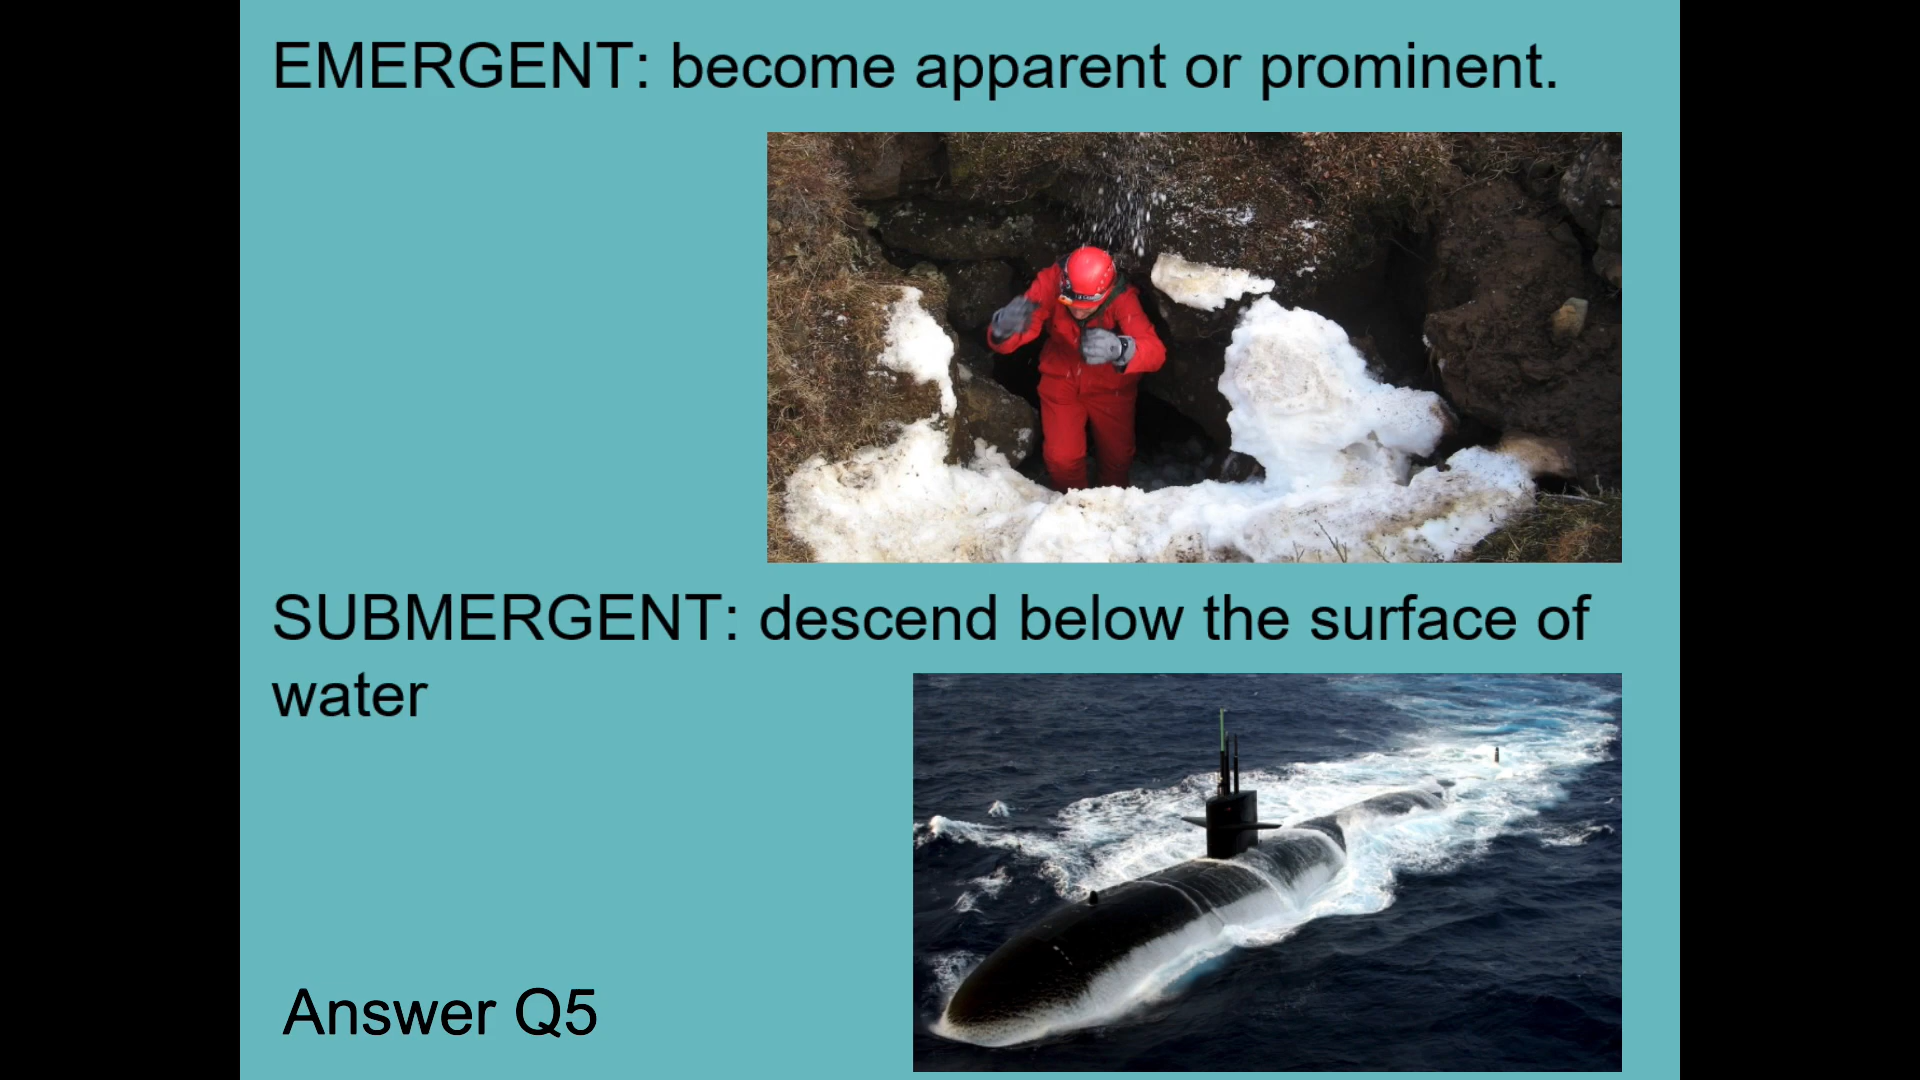 EMERGENT: become apparent or prominent.
SUBMERGENT: descend below the surface of
water
Answer Q5